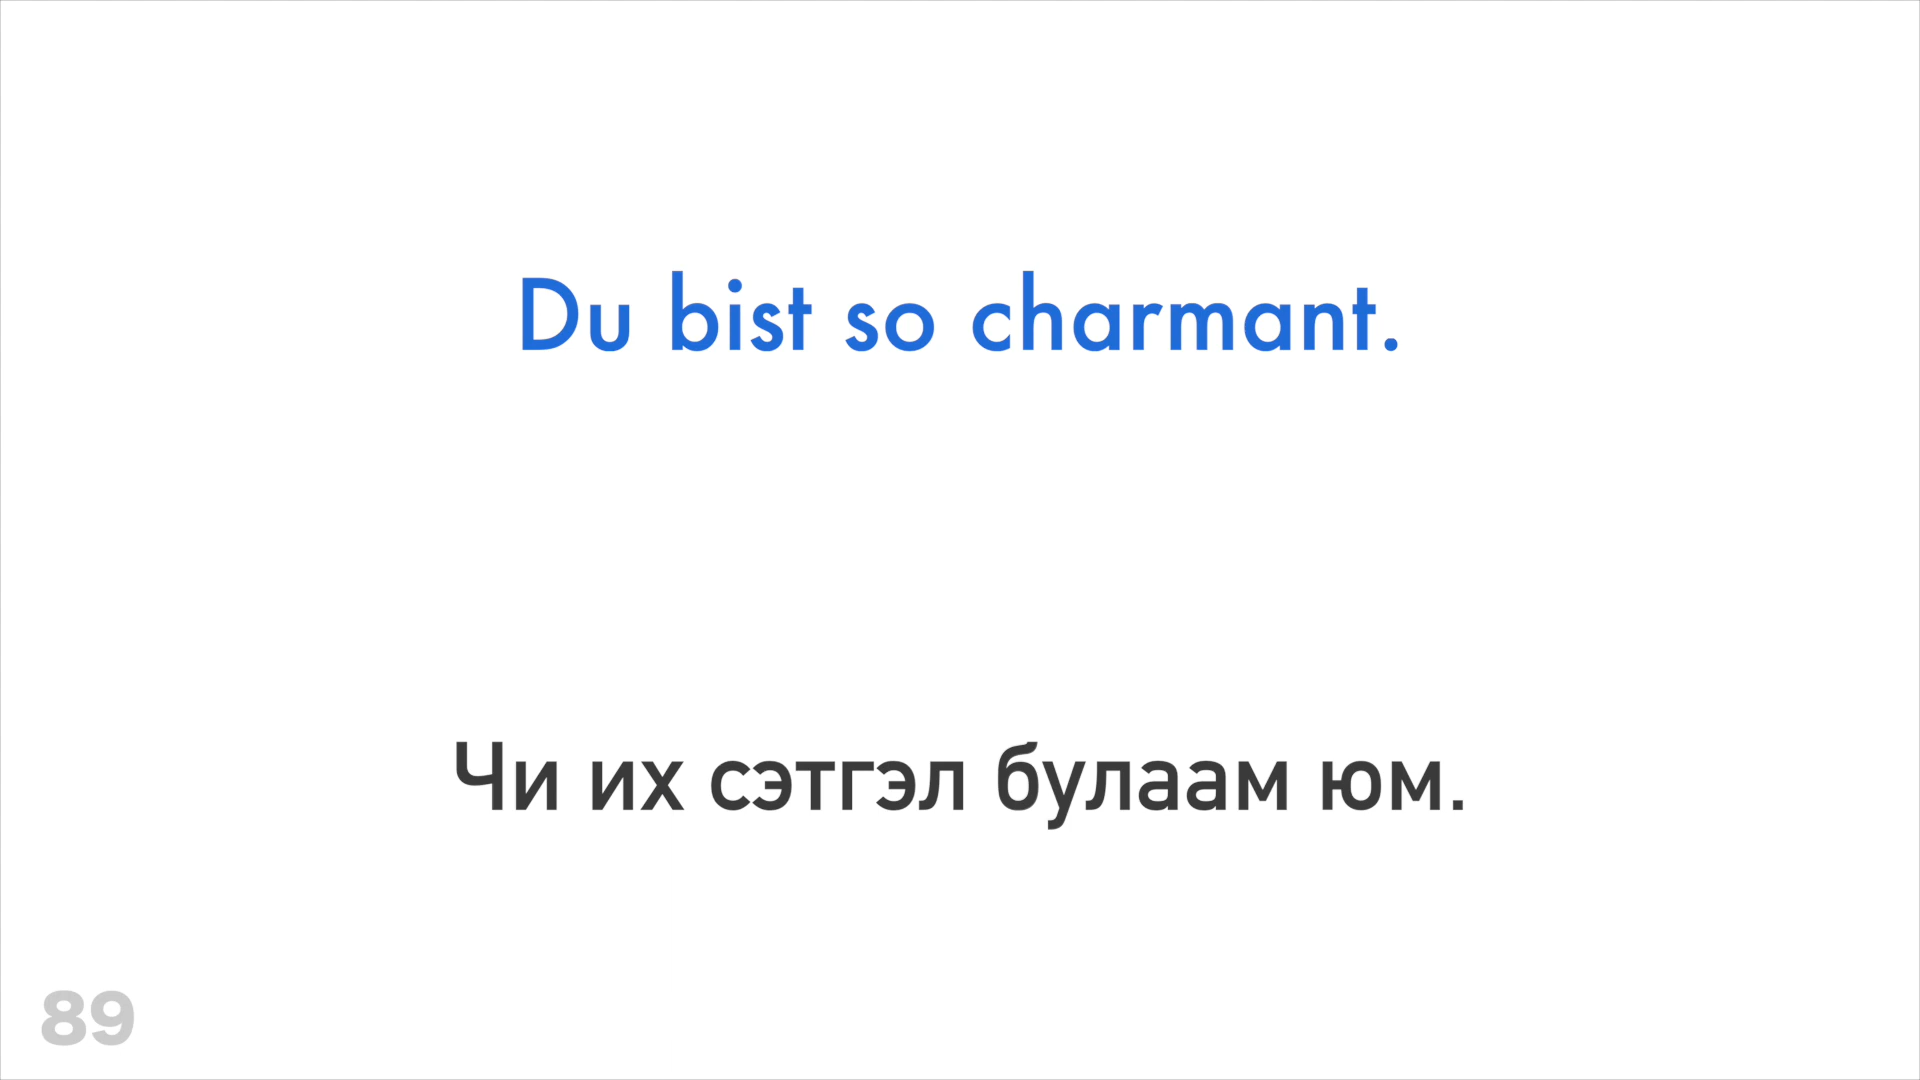 Du bist so charmant.
Чи их сэтгэл булаам юм.
89